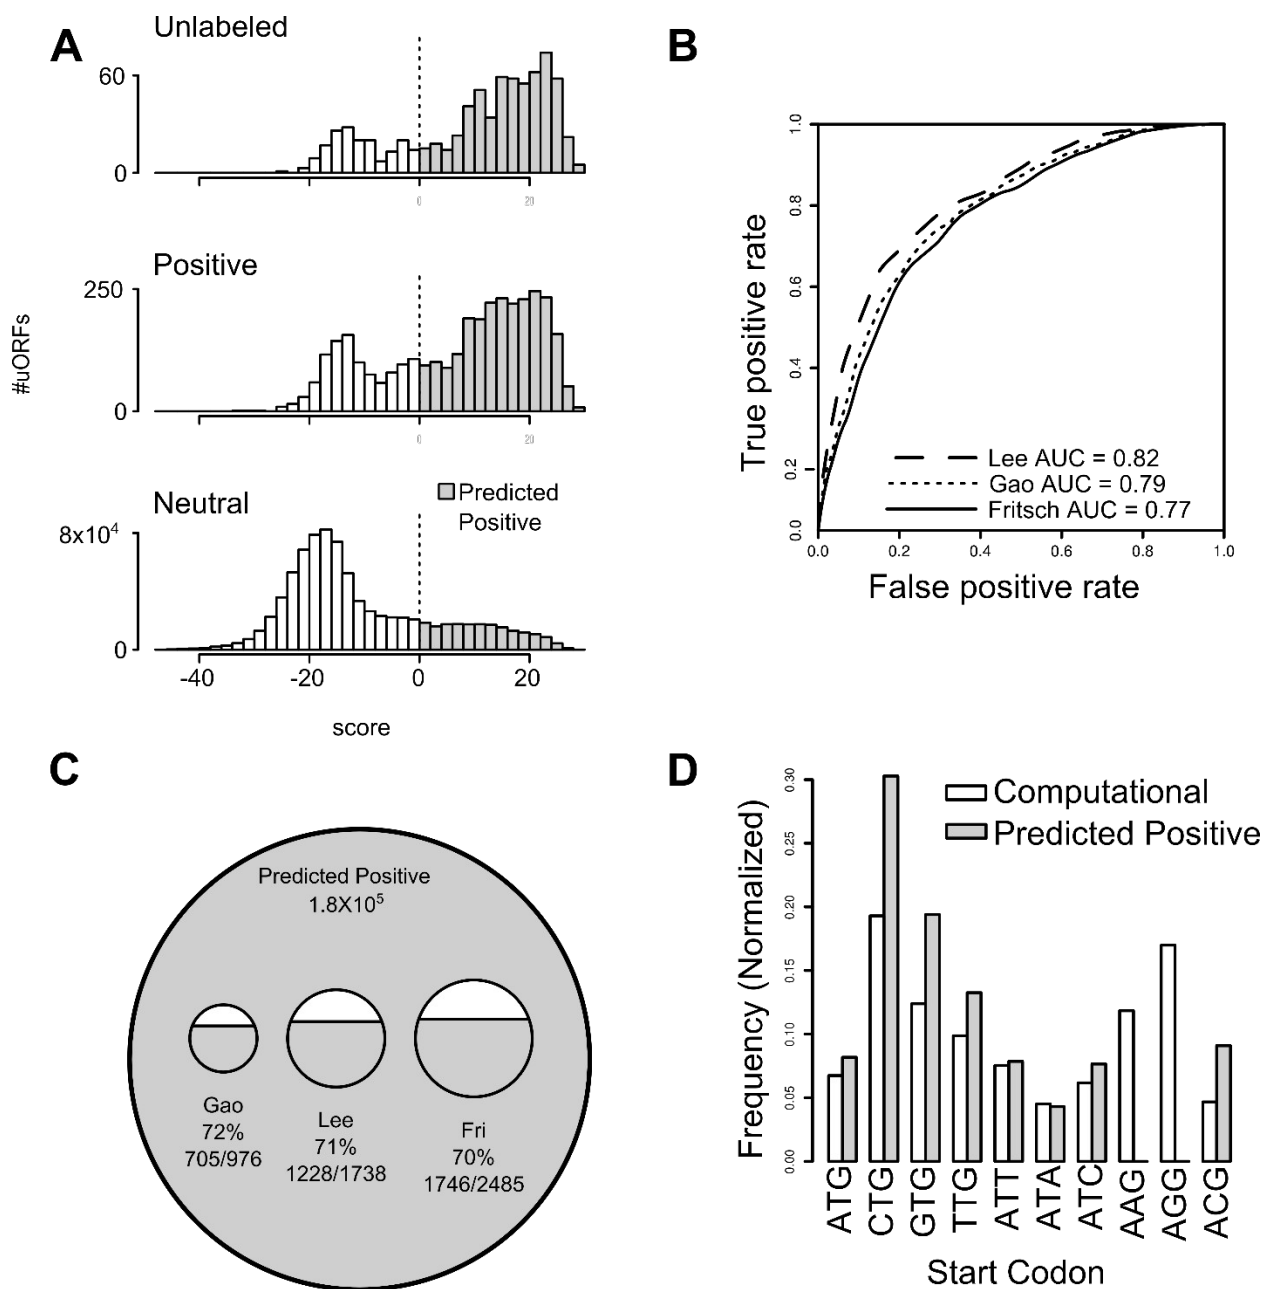 A
Unlabeled
60
0
0
20
Positive
250
0
0
20
#uORFs
Neutral
Predicted
Positive
8x10⁴
0
-40
-20
0
20
score
B
True positive rate
1.0
0.8
0.6
0.4
0.2
0.0
Lee AUC = 0.82
Gao AUC = 0.79
Fritsch AUC = 0.77
0.0
0.2
0.4
0.6
0.8
1.0
False positive rate
C
Predicted Positive
1.8X10⁵
Gao
72%
705/976
Lee
71%
1228/1738
Fri
70%
1746/2485
D
Frequency (Normalized)
0.30
0.25
0.20
0.15
0.10
0.05
0.00
Computational
Predicted Positive
ATG
CTG
GTG
TTG
ATT
ATA
ATC
AAG
AGG
ACG
Start Codon